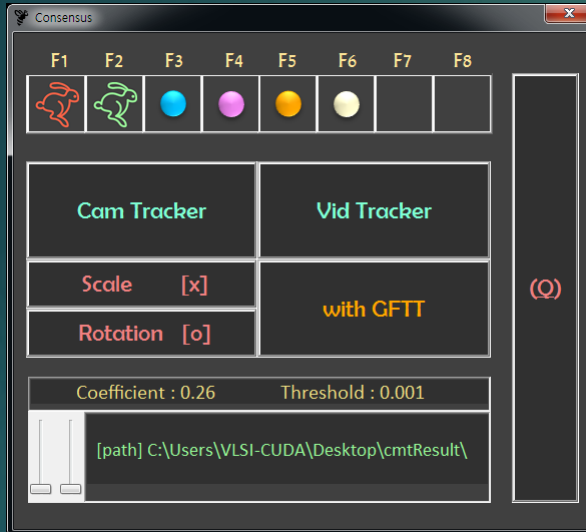 Consensus
F1 F2 F3 F4 F5 F6 F7 F8
Cam Tracker Vid Tracker
Scale [x]
with GFTT
Rotation [o]
(Q)
Coefficient : 0.26 Threshold : 0.001
[path] C:\Users\VLSI-CUDA\Desktop\cmtResult\